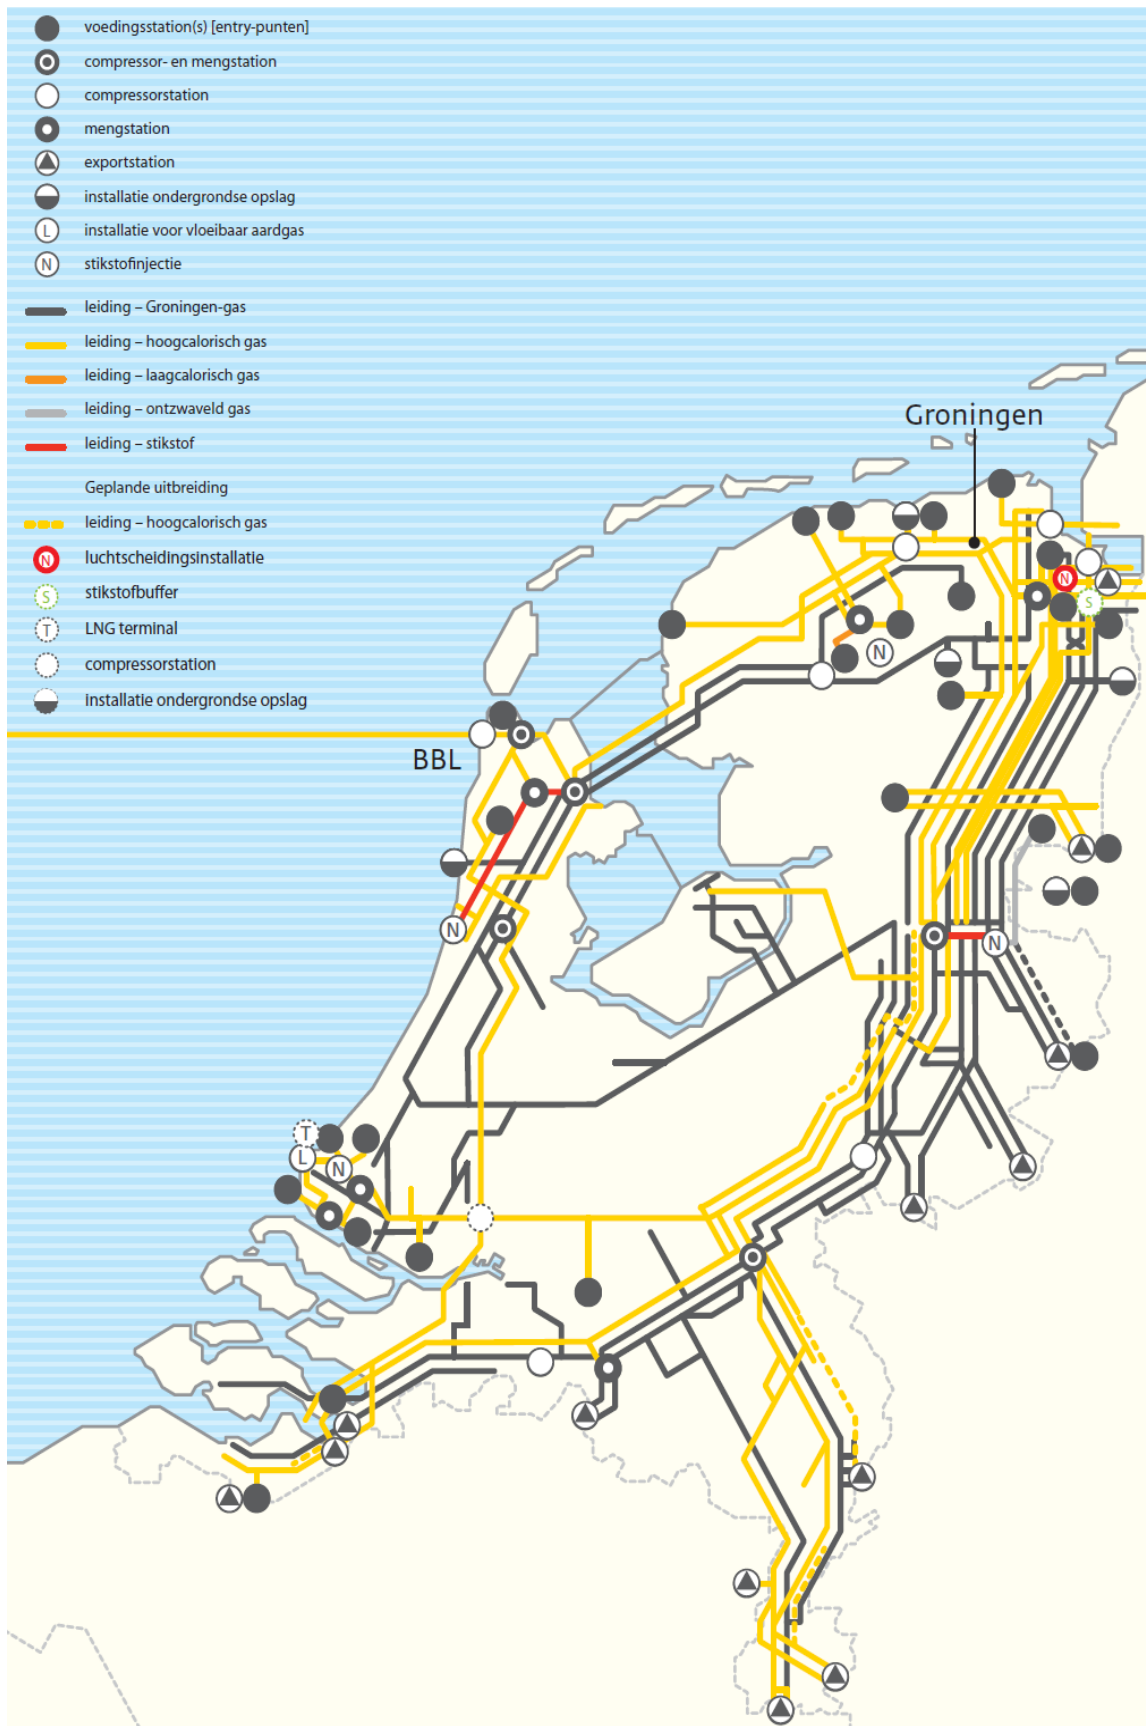 voedingsstation(s) [entry-punten]
compressor- en mengstation
compressorstation
mengstation
exportstation
installatie ondergrondse opslag
L installatie voor vloeibaar aardgas
N stikstofinjectie
leiding – Groningen-gas
leiding – hoogcalorisch gas
leiding – laagcalorisch gas
leiding – ontzwaveld gas
leiding – stikstof
Geplande uitbreiding
leiding – hoogcalorisch gas
N luchtscheidingsinstallatie
S stikstofbuffer
T LNG terminal
compressorstation
installatie ondergrondse opslag
Groningen
N
S
N
BBL
N
N
T
L
N